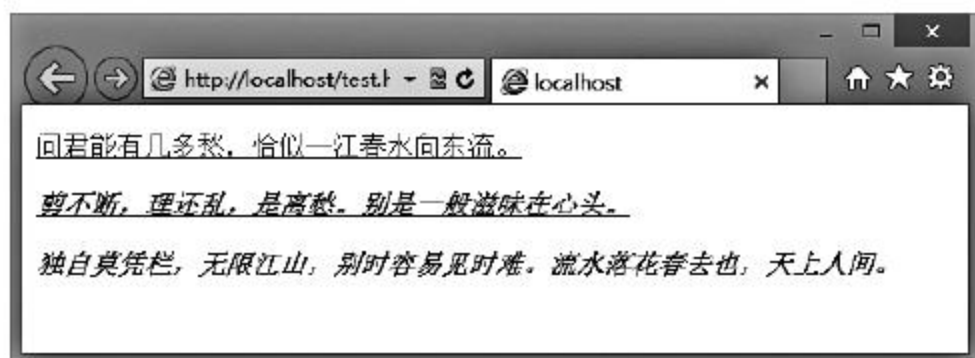 http://localhost/test.h
localhost
问君能有几多愁，恰似一江春水向东流。
剪不断，理还乱，是离愁。别是一般滋味在心头。
独自莫凭栏，无限江山，别时容易见时难。流水落花春去也，天上人间。